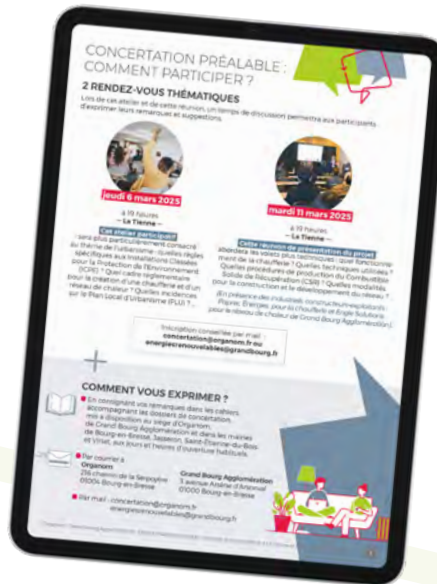 CONCERTATION PRÉALABLE :
COMMENT PARTICIPER ?
2 RENDEZ-VOUS THÉMATIQUES
Lors de cet atelier et de cette réunion, un temps de discussion permettra aux participants
d'exprimer leurs remarques et suggestions.
jeudi 6 mars 2025
à 19 heures
— La Tienne —
Cet atelier participatif
sera plus particulièrement consacré
au thème de l'urbanisme : quelles règles
spécifiques aux Installations Classées
pour la Protection de l'Environnement
(ICPE) ? Quel cadre réglementaire
pour la création d'une chaufferie et d'un
réseau de chaleur ? Quelles incidences
sur le Plan Local d'Urbanisme (PLU) ?...
mardi 11 mars 2025
à 19 heures
— La Tienne —
Cette réunion de présentation du projet
abordera les volets plus techniques : quel fonctionne-
ment de la chaufferie ? Quelles techniques utilisées ?
Quelles procédures de production du Combustible
Solide de Récupération (CSR) ? Quelles modalités
pour la construction et le développement du réseau ?
(En présence des industriels, constructeurs-exploitants :
Paprec Energies, pour la chaufferie et Engie Solutions
pour le réseau de chaleur de Grand Bourg Agglomération).
Inscription conseillée par mail :
concertation@organom.fr ou
energiesrenouvelables@grandbourg.fr
COMMENT VOUS EXPRIMER ?
En consignant vos remarques dans les cahiers
accompagnant les dossiers de concertation,
mis à disposition au siège d'Organom,
de Grand Bourg Agglomération et dans les mairies
de Bourg-en-Bresse, Jasseron, Saint-Étienne-du-Bois
et Viriat, aux jours et heures d'ouverture habituels.
Par courrier à
Organom
216 chemin de la Serpoyère
01004 Bourg-en-Bresse
Grand Bourg Agglomération
3 avenue Arsène d'Arsonval
01000 Bourg-en-Bresse
Par mail : concertation@organom.fr
energiesrenouvelables@grandbourg.fr